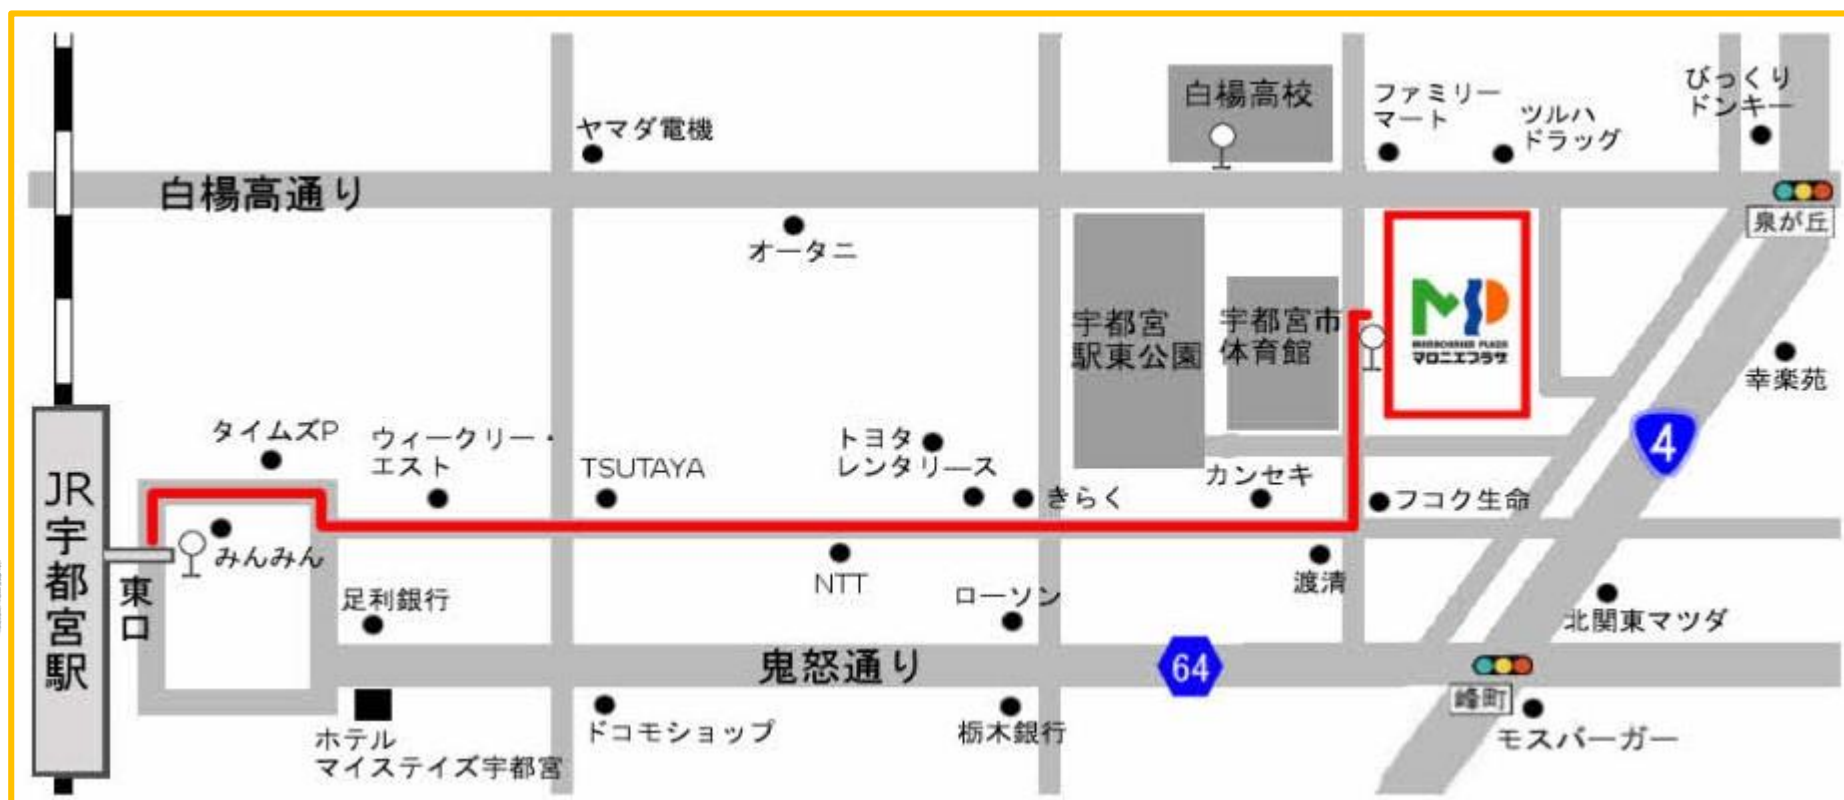 白楊高校
ファミリー
マート
ツルハ
ドラッグ
びっくり
ドンキー
ヤマダ電機
白楊高通り
泉が丘
オータニ
宇都宮
駅東公園
宇都宮市
体育館
マロニエプラザ
幸楽苑
4
タイムズP
ウィークリー・
エスト
TSUTAYA
トヨタ
レンタリース
きらく
カンセキ
フコク生命
JR宇都宮駅
東口
みんみん
足利銀行
NTT
ローソン
渡清
北関東マツダ
鬼怒通り
64
峰町
ホテル
マイステイズ宇都宮
ドコモショップ
栃木銀行
モスバーガー